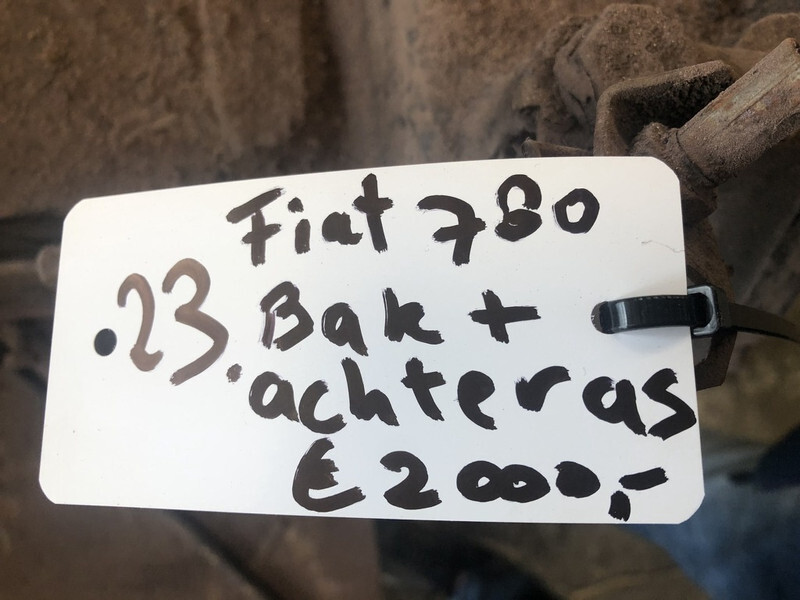 Fiat 780
23. Bak +
achteras
€ 2000,-